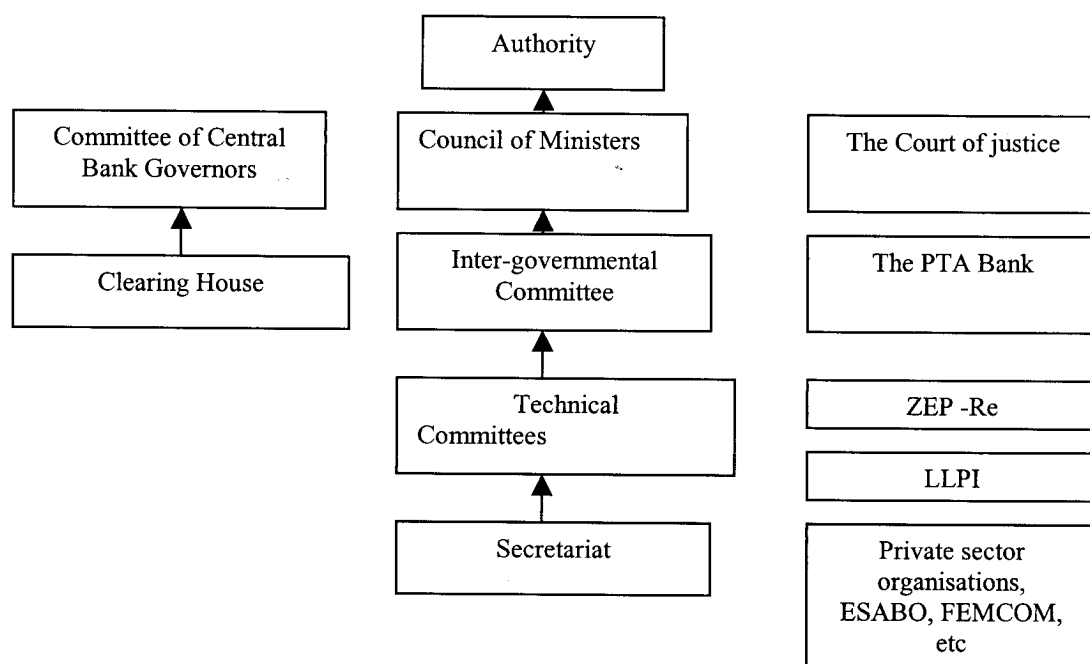 Authority
Committee of Central
Bank Governors
Council of Ministers
The Court of justice
Clearing House
Inter-governmental
Committee
The PTA Bank
Technical
Committees
ZEP -Re
LLPI
Secretariat
Private sector
organisations,
ESABO, FEMCOM,
etc